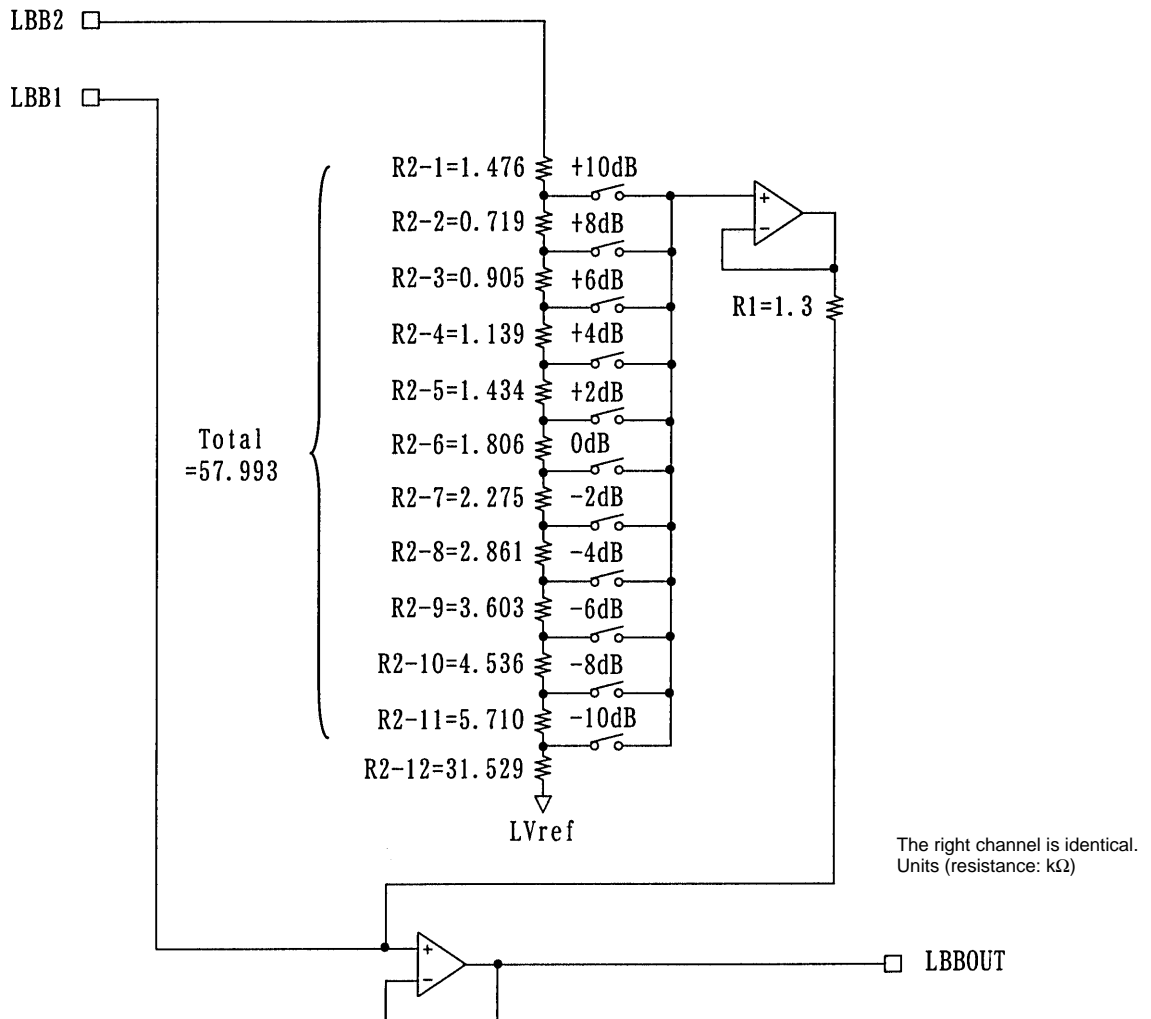 LBB2
LBB1
R2-1=1.476 +10dB
R2-2=0.719 +8dB
R2-3=0.905 +6dB
R1=1.3
R2-4=1.139 +4dB
R2-5=1.434 +2dB
Total
=57.993
R2-6=1.806 0dB
R2-7=2.275 -2dB
R2-8=2.861 -4dB
R2-9=3.603 -6dB
R2-10=4.536 -8dB
R2-11=5.710 -10dB
R2-12=31.529
LVref
The right channel is identical.
Units (resistance: kΩ)
+
-
+
-
LBBOUT